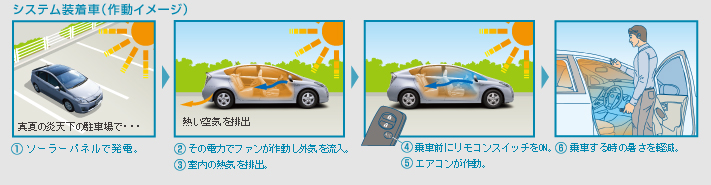 システム装着車(作動イメージ)
真夏の炎天下の駐車場で・・・
熱い空気を排出
① ソーラーパネルで発電。
② その電力でファンが作動し外気を流入。
③ 室内の熱気を排出。
④ 乗車前にリモコンスイッチをON。
⑤ エアコンが作動。
⑥ 乗車する時の暑さを軽減。